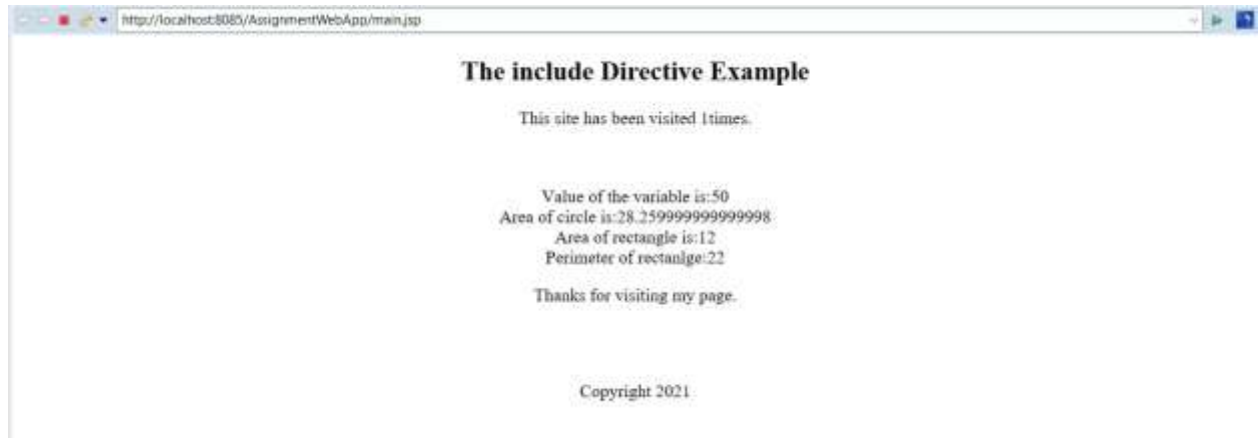 http://localhost:8085/AssignmentWebApp/main.jsp
The include Directive Example
This site has been visited 1times.
Value of the variable is:50
Area of circle is:28.259999999999998
Area of rectangle is:12
Perimeter of rectanlge:22
Thanks for visiting my page.
Copyright 2021